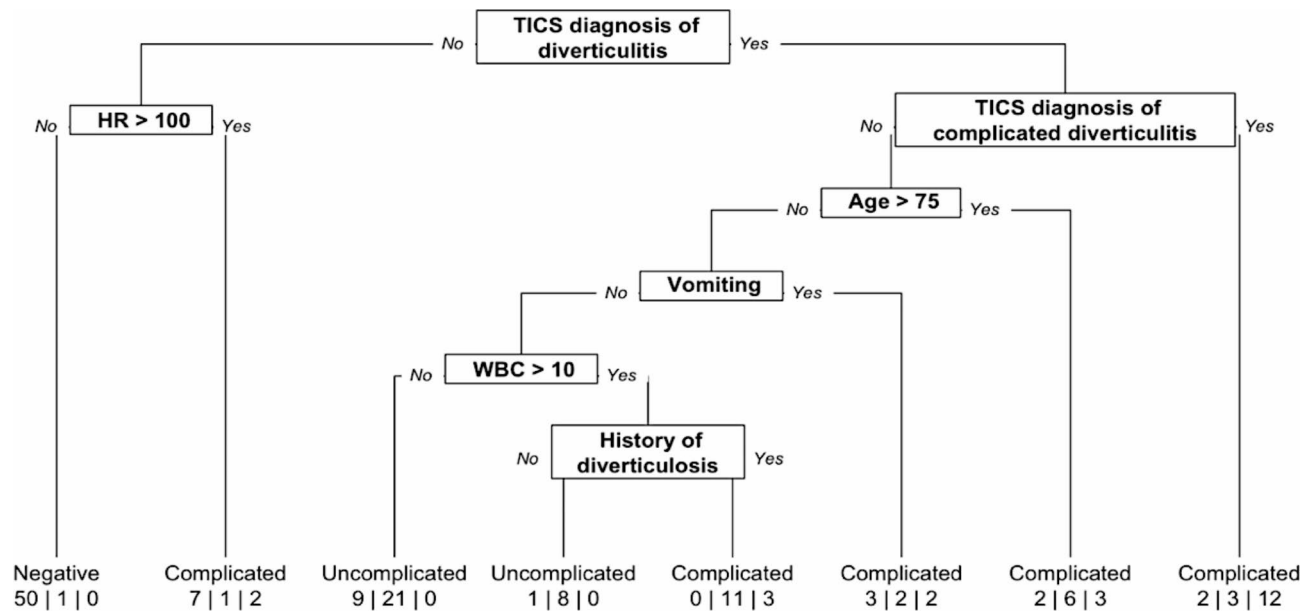 TICS diagnosis of
diverticulitis
No
Yes
HR > 100
No
Yes
TICS diagnosis of
complicated diverticulitis
No
Yes
Age > 75
No
Yes
Vomiting
No
Yes
WBC > 10
No
Yes
History of
diverticulosis
No
Yes
Negative
50 | 1 | 0
Complicated
7 | 1 | 2
Uncomplicated
9 | 21 | 0
Uncomplicated
1 | 8 | 0
Complicated
0 | 11 | 3
Complicated
3 | 2 | 2
Complicated
2 | 6 | 3
Complicated
2 | 3 | 12